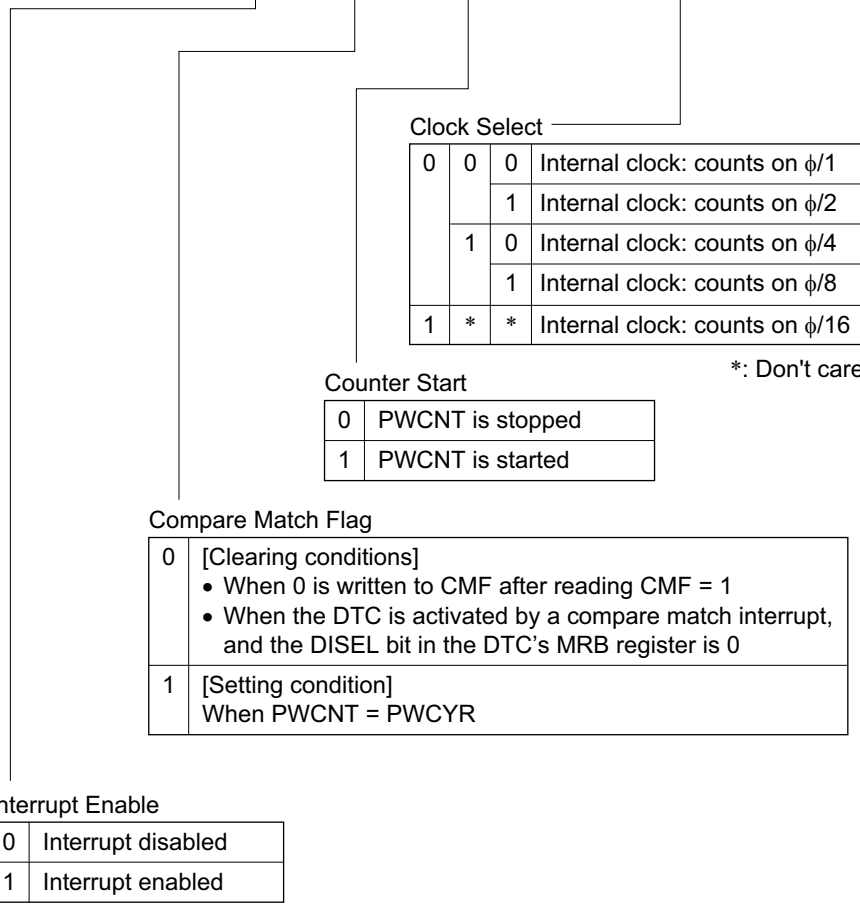 Clock Select
0 0 0 Internal clock: counts on ϕ/1
1 Internal clock: counts on ϕ/2
1 0 Internal clock: counts on ϕ/4
1 Internal clock: counts on ϕ/8
1 * * Internal clock: counts on ϕ/16
*: Don't care
Counter Start
0 PWCNT is stopped
1 PWCNT is started
Compare Match Flag
0 [Clearing conditions]
• When 0 is written to CMF after reading CMF = 1
• When the DTC is activated by a compare match interrupt,
and the DISEL bit in the DTC’s MRB register is 0
1 [Setting condition]
When PWCNT = PWCYR
nterrupt Enable
0 Interrupt disabled
1 Interrupt enabled